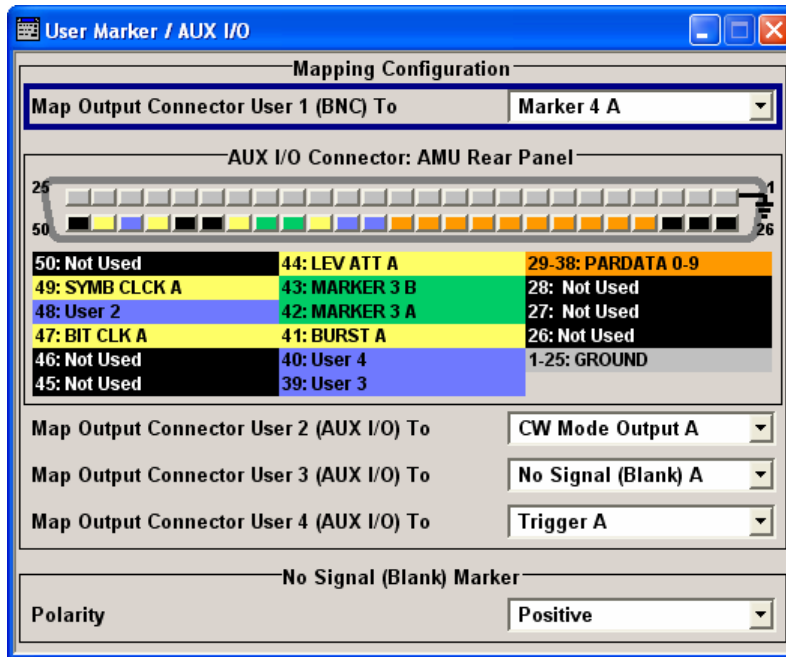 User Marker / AUX I/O
Mapping Configuration
Map Output Connector User 1 (BNC) To Marker 4 A
AUX I/O Connector: AMU Rear Panel
25 1
50 26
50: Not Used 44: LEV ATT A 29-38: PARDATA 0-9
49: SYMB CLCK A 43: MARKER 3 B 28: Not Used
48: User 2 42: MARKER 3 A 27: Not Used
47: BIT CLK A 41: BURST A 26: Not Used
46: Not Used 40: User 4 1-25: GROUND
45: Not Used 39: User 3
Map Output Connector User 2 (AUX I/O) To CW Mode Output A
Map Output Connector User 3 (AUX I/O) To No Signal (Blank) A
Map Output Connector User 4 (AUX I/O) To Trigger A
No Signal (Blank) Marker
Polarity Positive